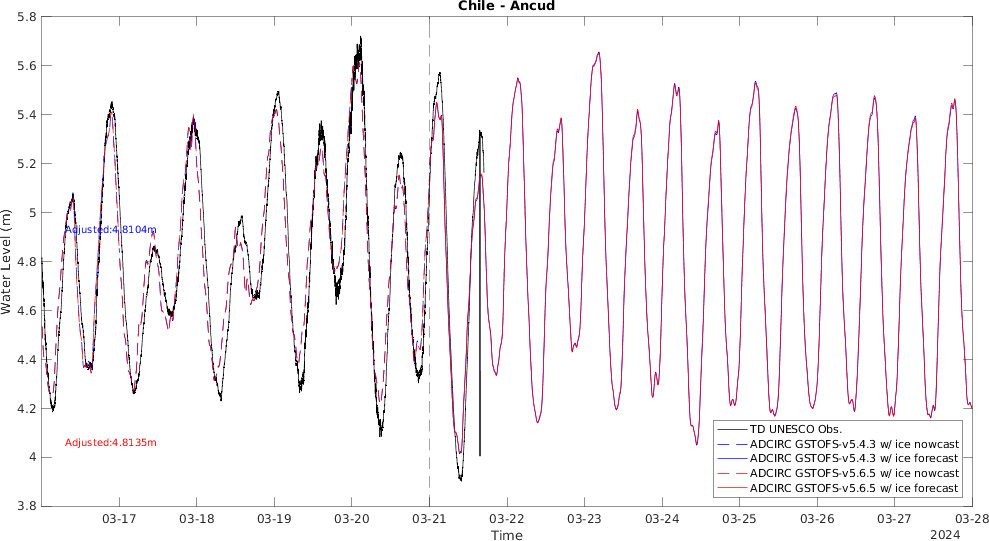 Chile - Ancud
5.8
5.6
5.4
5.2
5
4.8
4.6
4.4
4.2
4
3.8
Water Level (m)
Adjusted:4.8104m
Adjusted:4.8135m
TD UNESCO Obs.
ADCIRC GSTOFS-v5.4.3 w/ ice nowcast
ADCIRC GSTOFS-v5.4.3 w/ ice forecast
ADCIRC GSTOFS-v5.6.5 w/ ice nowcast
ADCIRC GSTOFS-v5.6.5 w/ ice forecast
03-17 03-18 03-19 03-20 03-21 03-22 03-23 03-24 03-25 03-26 03-27 03-28
Time
2024